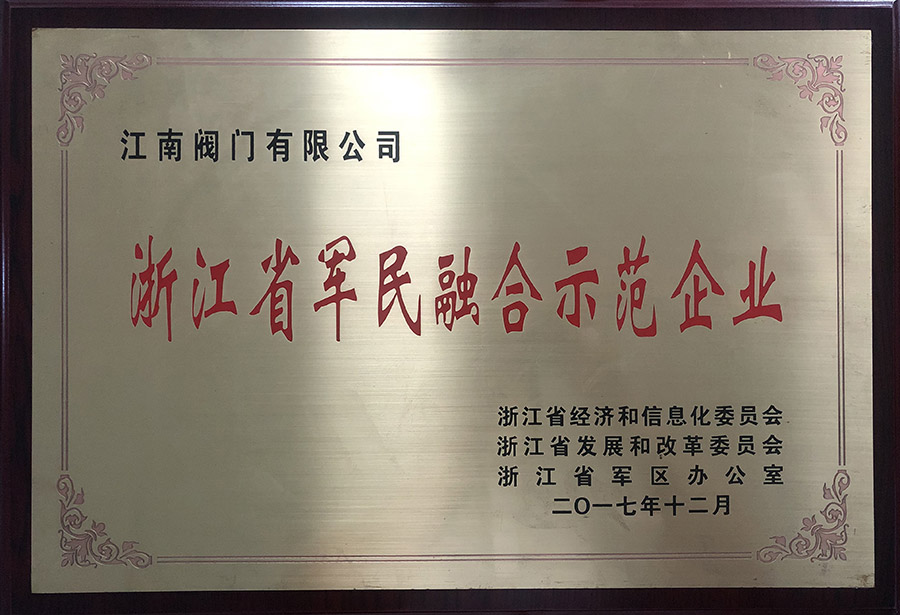 江南阀门有限公司
浙江省军民融合示范企业
浙江省经济和信息化委员会
浙江省发展和改革委员会
浙江省军区办公室
二〇一七年十二月